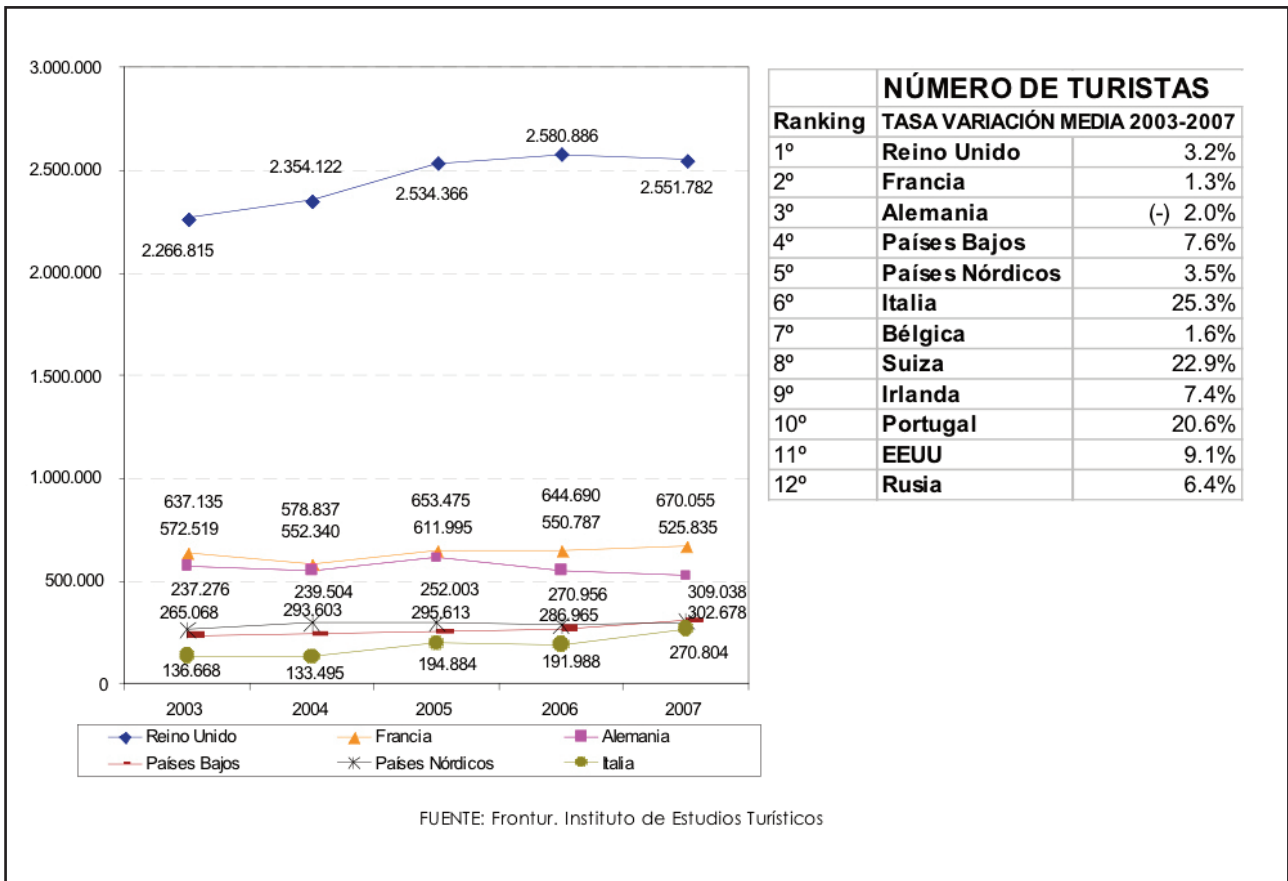 3.000.000
2.500.000
2.000.000
1.500.000
1.000.000
500.000
0
2.266.815
2.354.122
2.534.366
2.580.886
2.551.782
637.135 578.837 653.475 644.690 670.055
572.519 552.340 611.995 550.787 525.835
237.276 239.504 252.003 270.956 309.038
265.068 293.603 295.613 286.965 302.678
136.668 133.495 194.884 191.988 270.804
2003 2004 2005 2006 2007
Reino Unido Francia Alemania
Países Bajos Países Nórdicos Italia
NÚMERO DE TURISTAS
Ranking TASA VARIACIÓN MEDIA 2003-2007
1º Reino Unido 3.2%
2º Francia 1.3%
3º Alemania (-) 2.0%
4º Países Bajos 7.6%
5º Países Nórdicos 3.5%
6º Italia 25.3%
7º Bélgica 1.6%
8º Suiza 22.9%
9º Irlanda 7.4%
10º Portugal 20.6%
11º EEUU 9.1%
12º Rusia 6.4%
FUENTE: Frontur. Instituto de Estudios Turísticos